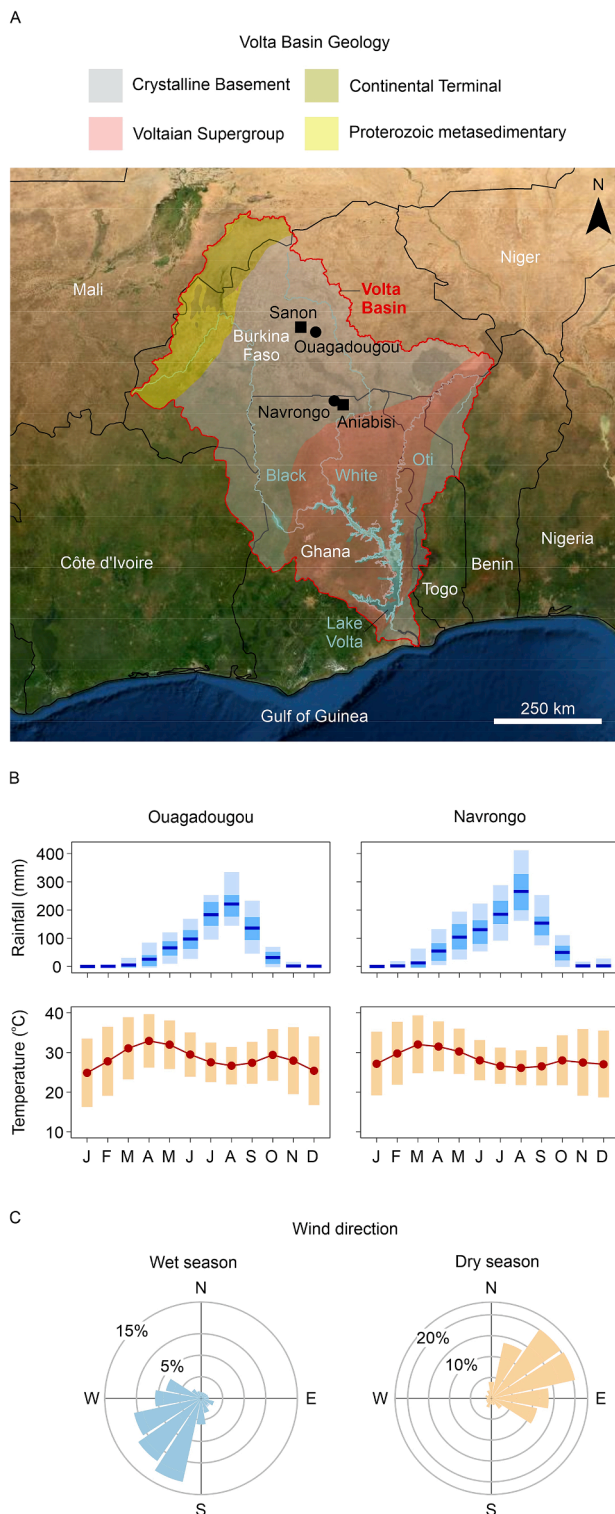 A
Volta Basin Geology
Crystalline Basement
Continental Terminal
Voltaian Supergroup
Proterozoic metasedimentary
N
Niger
Mali
Volta
Basin
Sanon
Burkina
Faso
Ouagadougou
Navrongo
Aniabisi
Black
White
Oti
Ghana
Côte d'Ivoire
Nigeria
Benin
Togo
Lake
Volta
250 km
Gulf of Guinea
B
Ouagadougou
Navrongo
Rainfall (mm)
400
300
200
100
0
Temperature (°C)
40
30
20
10
J F M A M J J A S O N D
J F M A M J J A S O N D
C
Wind direction
Wet season
Dry season
N
N
15%
20%
5%
10%
W
E
W
E
S
S